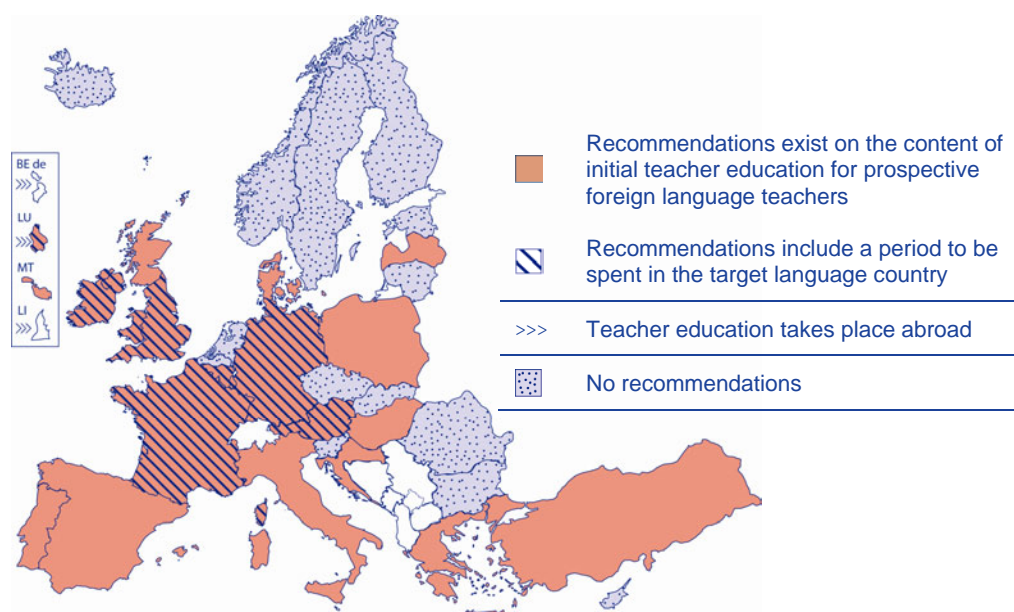 BE de
>>>
LU
>>>
MT
LI
>>>
Recommendations exist on the content of
initial teacher education for prospective
foreign language teachers
Recommendations include a period to be
spent in the target language country
>>> Teacher education takes place abroad
No recommendations